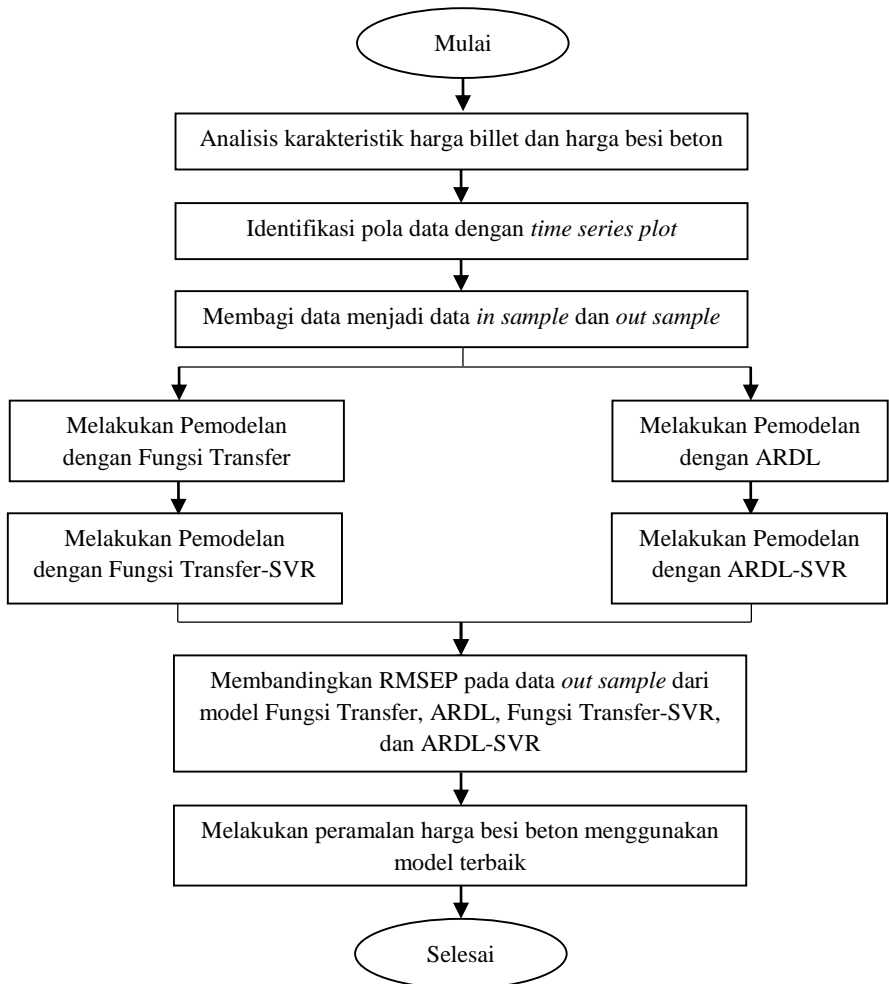 Mulai
Analisis karakteristik harga billet dan harga besi beton
Identifikasi pola data dengan time series plot
Membagi data menjadi data in sample dan out sample
Melakukan Pemodelan
dengan Fungsi Transfer
Melakukan Pemodelan
dengan ARDL
Melakukan Pemodelan
dengan Fungsi Transfer-SVR
Melakukan Pemodelan
dengan ARDL-SVR
Membandingkan RMSEP pada data out sample dari
model Fungsi Transfer, ARDL, Fungsi Transfer-SVR,
dan ARDL-SVR
Melakukan peramalan harga besi beton menggunakan
model terbaik
Selesai